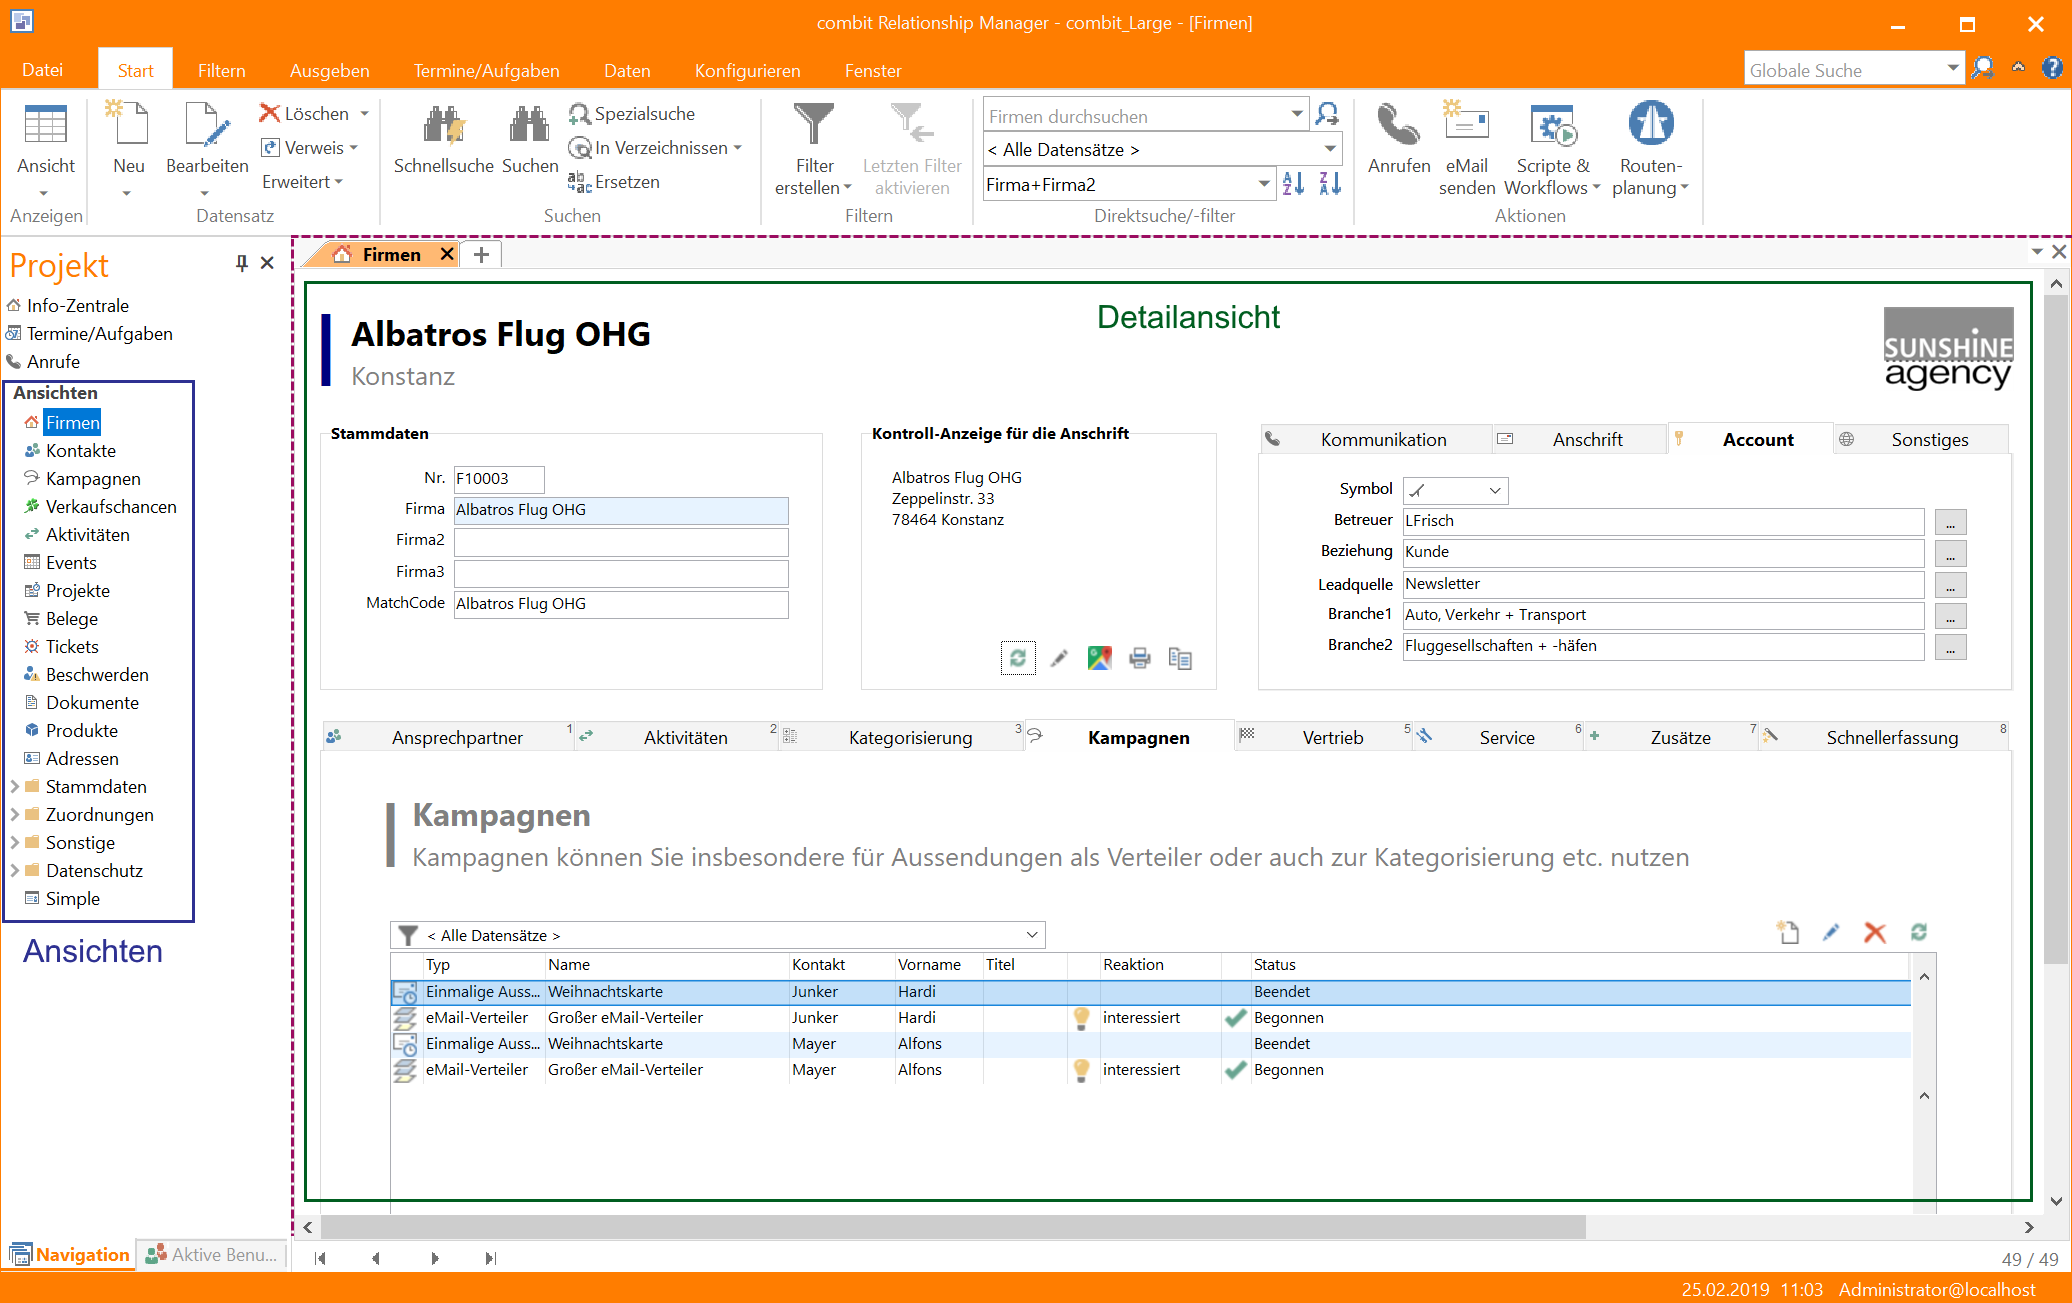 combit Relationship Manager - combit_Large - [Firmen]
Datei Start Filtern Ausgeben Termine/Aufgaben Daten Konfigurieren Fenster Globale Suche
Ansicht
Anzeigen
Neu
Bearbeiten
Löschen
Verweis
Erweitert
Datensatz
Schnellsuche
Suchen
Spezialsuche
In Verzeichnissen
Ersetzen
Suchen
Filter erstellen
Letzten Filter aktivieren
Filtern
Firmen durchsuchen
< Alle Datensätze >
Firma+Firma2
Direktsuche/-filter
Anrufen
eMail senden
Scripte & Workflows
Routen-planung
Aktionen
Projekt
Info-Zentrale
Termine/Aufgaben
Anrufe
Ansichten
Firmen
Kontakte
Kampagnen
Verkaufschancen
Aktivitäten
Events
Projekte
Belege
Tickets
Beschwerden
Dokumente
Produkte
Adressen
Stammdaten
Zuordnungen
Sonstige
Datenschutz
Simple
Ansichten
Navigation Aktive Benu...
Firmen
Detailansicht
Albatros Flug OHG
Konstanz
SUNSHINE
agency
Stammdaten
Nr. F10003
Firma Albatros Flug OHG
Firma2
Firma3
MatchCode Albatros Flug OHG
Kontroll-Anzeige für die Anschrift
Albatros Flug OHG
Zeppelinstr. 33
78464 Konstanz
Kommunikation Anschrift Account Sonstiges
Symbol
Betreuer LFrisch ...
Beziehung Kunde ...
Leadquelle Newsletter ...
Branche1 Auto, Verkehr + Transport ...
Branche2 Fluggesellschaften + -häfen ...
Ansprechpartner 1 Aktivitäten 2 Kategorisierung 3 Kampagnen Vertrieb 5 Service 6 Zusätze 7 Schnellerfassung 8
Kampagnen
Kampagnen können Sie insbesondere für Aussendungen als Verteiler oder auch zur Kategorisierung etc. nutzen
< Alle Datensätze >
Typ Name Kontakt Vorname Titel Reaktion Status
Einmalige Auss... Weihnachtskarte Junker Hardi Beendet
eMail-Verteiler Großer eMail-Verteiler Junker Hardi interessiert Begonnen
Einmalige Auss... Weihnachtskarte Mayer Alfons Beendet
eMail-Verteiler Großer eMail-Verteiler Mayer Alfons interessiert Begonnen
49 / 49
25.02.2019 11:03 Administrator@localhost